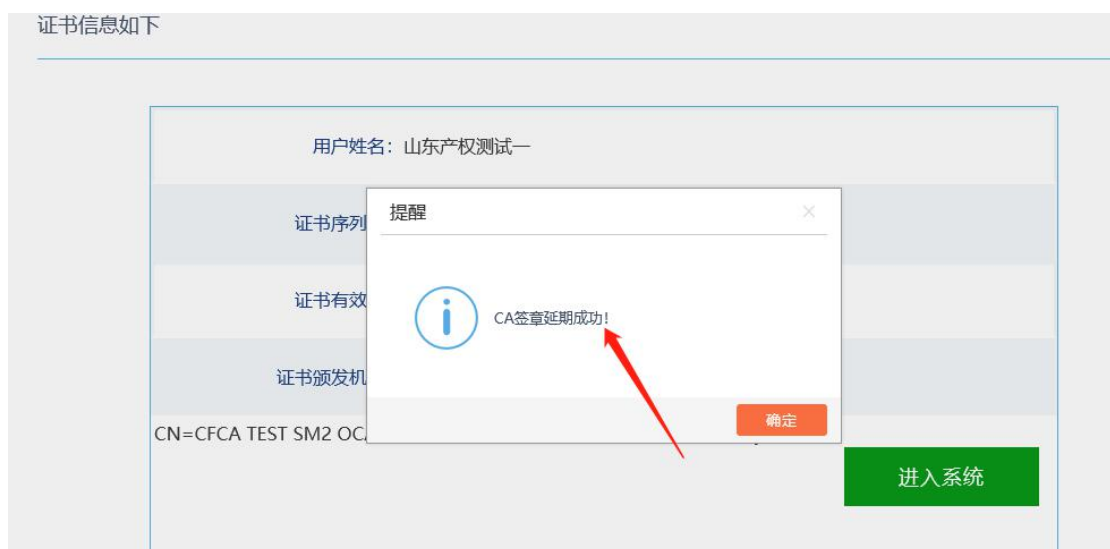 证书信息如下
用户姓名：山东产权测试一
提醒
证书序列
证书有效
CA签章延期成功！
证书颁发机
确定
CN=CFCA TEST SM2 OC
进入系统